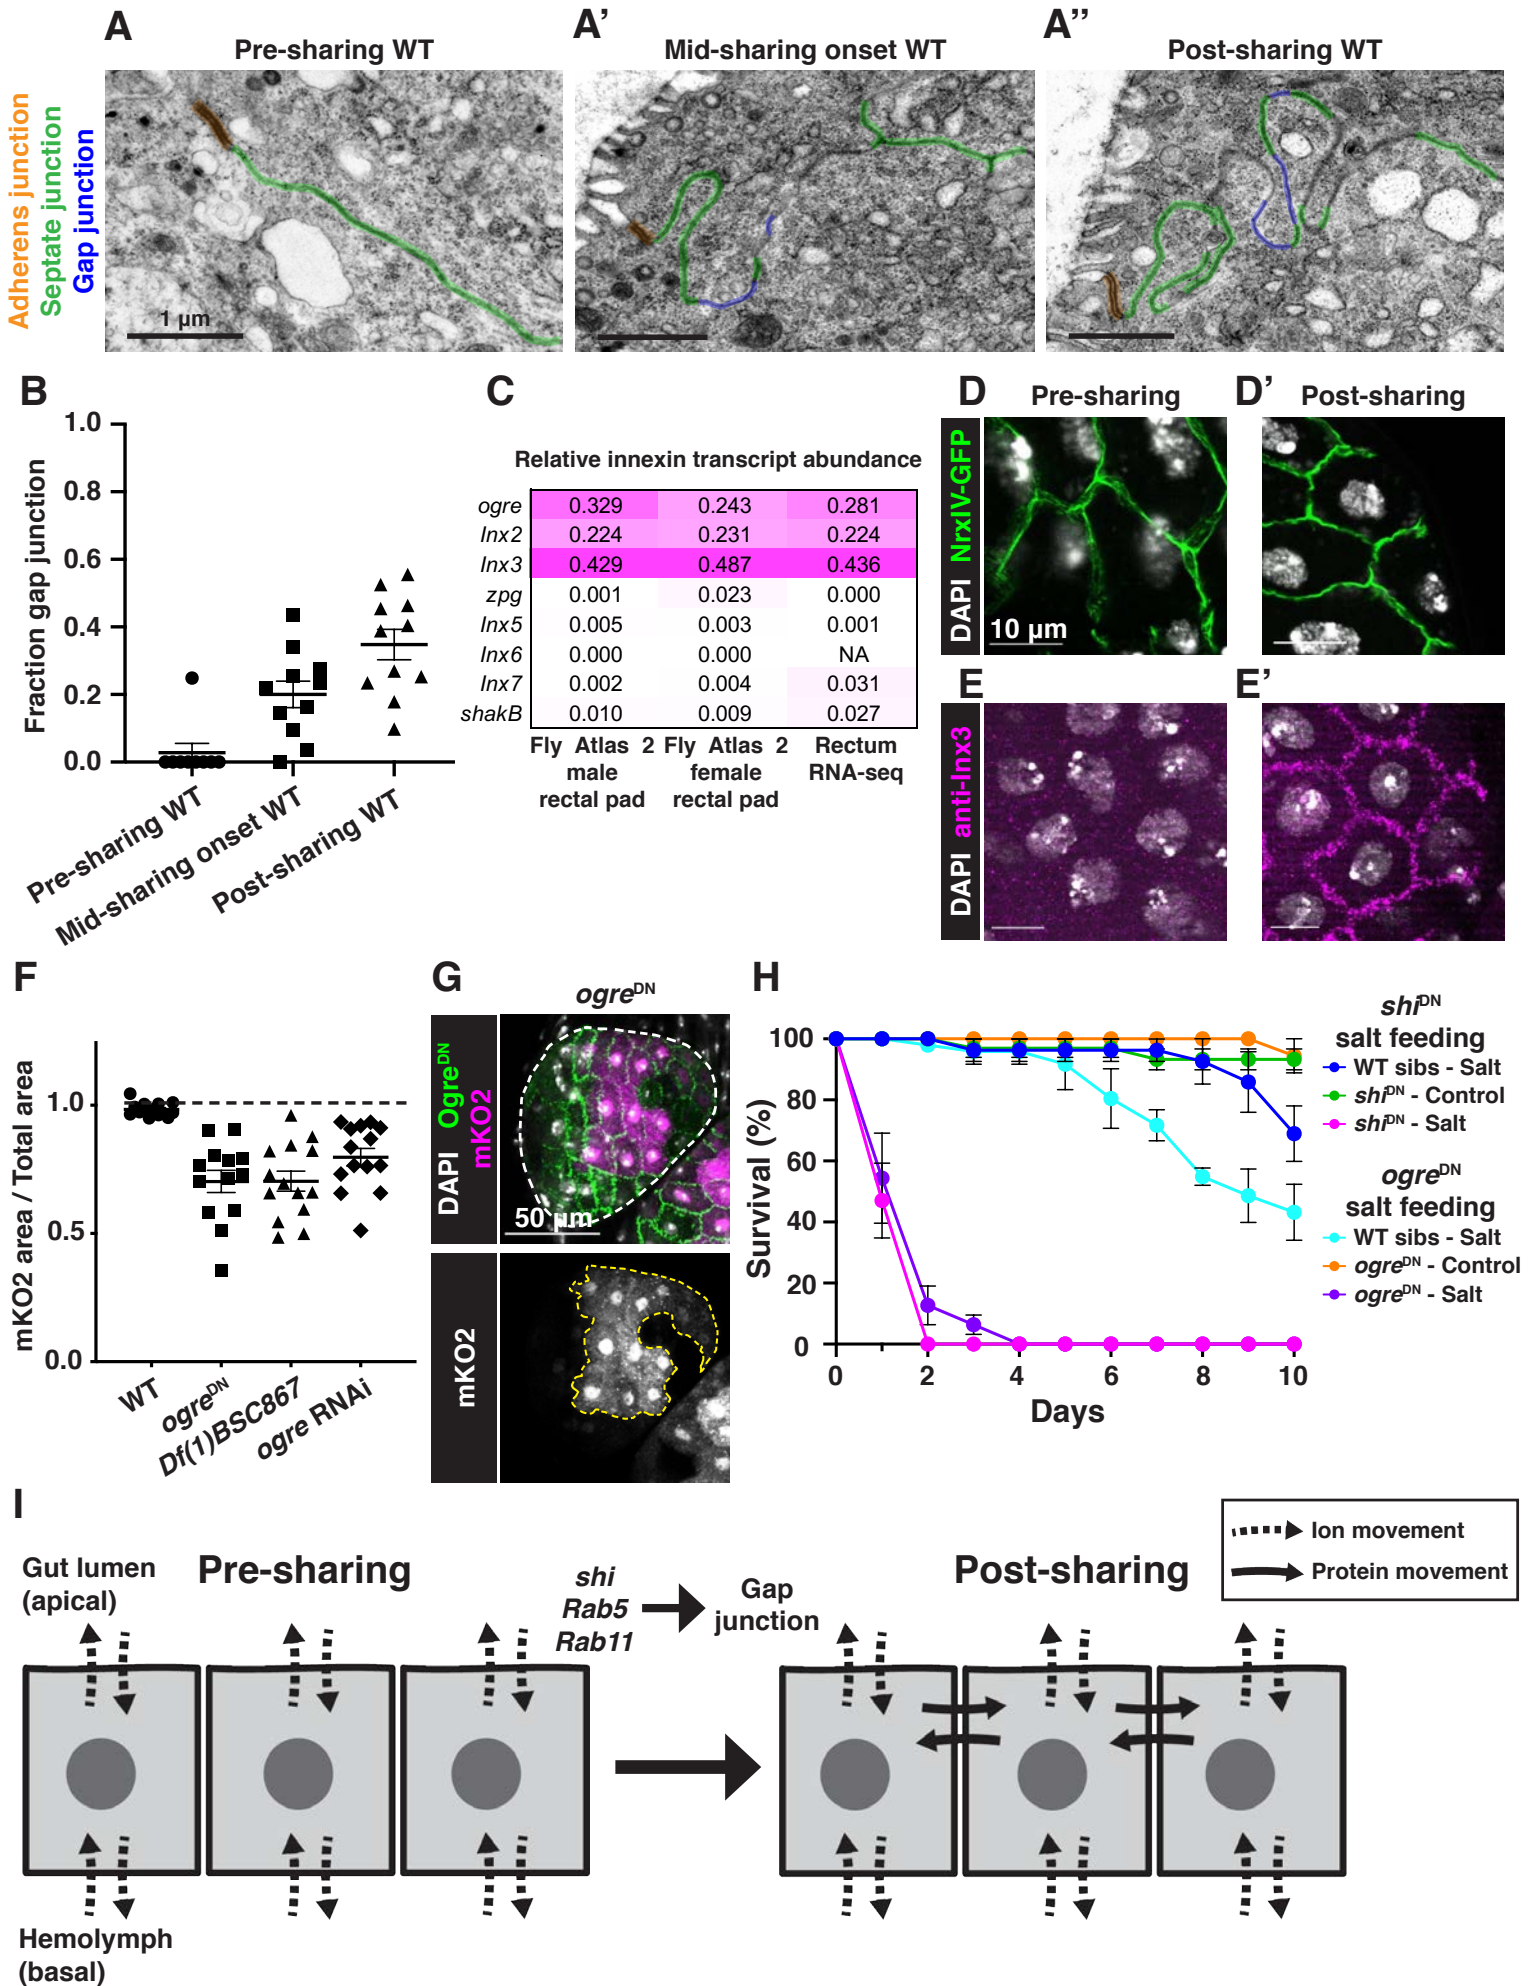 A
Pre-sharing WT
A'
Mid-sharing onset WT
A''
Post-sharing WT
Adherens junction
Septate junction
Gap junction
1 µm
B
Fraction gap junction
1.0
0.8
0.6
0.4
0.2
0.0
Pre-sharing WT
Mid-sharing onset WT
Post-sharing WT
C
Relative innexin transcript abundance
ogre 0.329 0.243 0.281
Inx2 0.224 0.231 0.224
Inx3 0.429 0.487 0.436
zpg 0.001 0.023 0.000
Inx5 0.005 0.003 0.001
Inx6 0.000 0.000 NA
Inx7 0.002 0.004 0.031
shakB 0.010 0.009 0.027
Fly Atlas 2 male rectal pad
Fly Atlas 2 female rectal pad
Rectum RNA-seq
D
Pre-sharing
D'
Post-sharing
DAPI NrxIV-GFP
10 µm
E
E'
DAPI anti-Inx3
F
mKO2 area / Total area
1.0
0.5
0.0
WT
ogreDN
Df(1)BSC867
ogre RNAi
G
ogreDN
DAPI OgreDN
mKO2
50 µm
mKO2
H
Survival (%)
100
80
60
40
20
0
0 2 4 6 8 10
Days
shiDN
salt feeding
WT sibs - Salt
shiDN - Control
shiDN - Salt
ogreDN
salt feeding
WT sibs - Salt
ogreDN - Control
ogreDN - Salt
I
Gut lumen
(apical)
Pre-sharing
shi
Rab5
Rab11
Gap
junction
Post-sharing
Ion movement
Protein movement
Hemolymph
(basal)